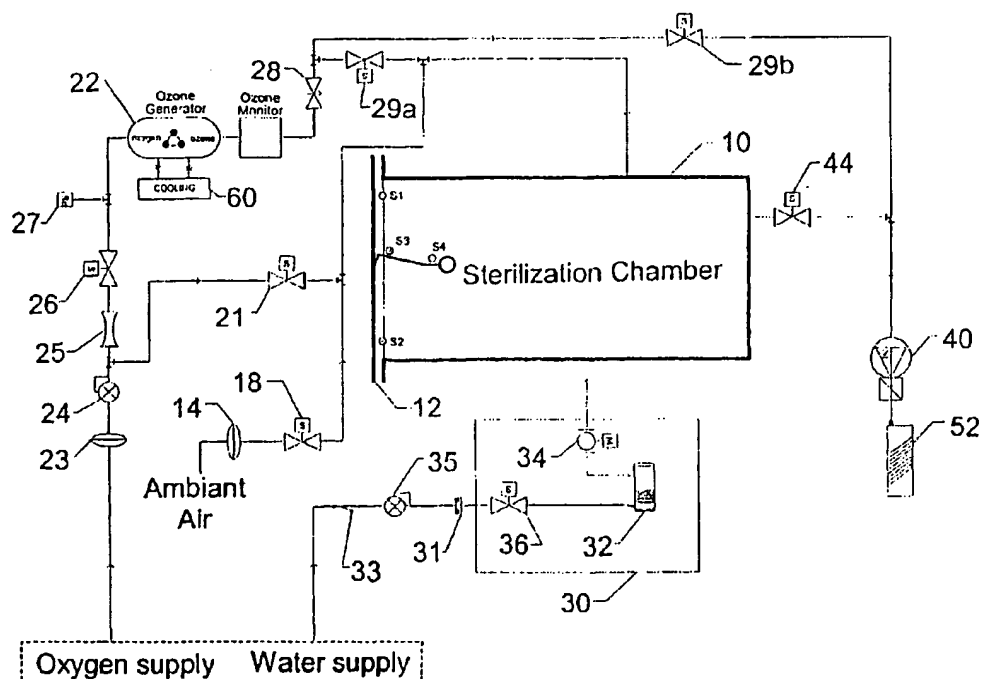 29b
28
22
Ozone
Generator
Ozone
Monitor
29a
oxygen
ozone
10
44
COOLING
60
27
S1
S3
S4
Sterilization Chamber
26
21
25
S2
40
24
18
12
14
34
52
23
35
Ambiant
Air
31
36
32
33
30
Oxygen supply
Water supply